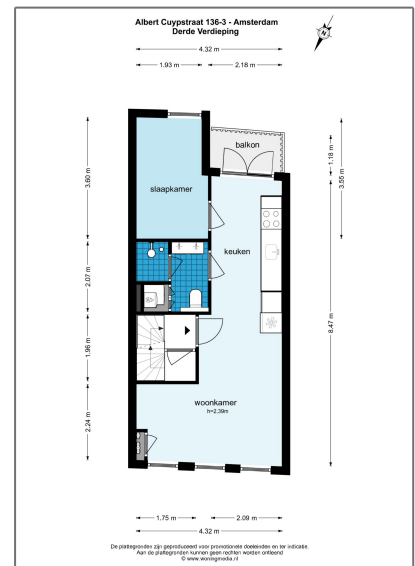 Albert Cuypstraat 136-3 - Amsterdam
Derde Verdieping
N
4.32 m
1.93 m
2.18 m
balkon
1.18 m
3.55 m
3.60 m
slaapkamer
keuken
2.07 m
8.47 m
1.96 m
woonkamer
h=2.39m
2.24 m
1.75 m
2.09 m
4.32 m
De plattegronden zijn geproduceerd voor promotionele doeleinden en ter indicatie.
Aan de plattegronden kunnen geen rechten worden ontleend
© www.woningmedia.nl